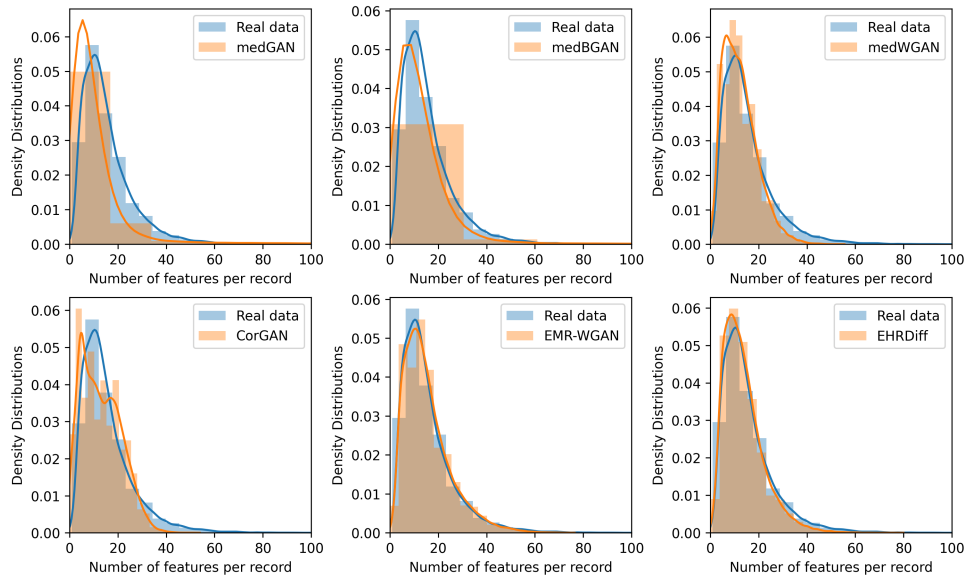 Real data
medGAN
0.06
0.05
0.04
0.03
0.02
0.01
0.00
Density Distributions
0 20 40 60 80 100
Number of features per record
Real data
medBGAN
0.05
0.04
0.03
0.02
0.01
0.00
Density Distributions
0 20 40 60 80 100
Number of features per record
Real data
medWGAN
0.06
0.05
0.04
0.03
0.02
0.01
0.00
Density Distributions
0 20 40 60 80 100
Number of features per record
Real data
CorGAN
0.06
0.05
0.04
0.03
0.02
0.01
0.00
Density Distributions
0 20 40 60 80 100
Number of features per record
Real data
EMR-WGAN
0.06
0.05
0.04
0.03
0.02
0.01
0.00
Density Distributions
0 20 40 60 80 100
Number of features per record
Real data
EHRDiff
0.06
0.05
0.04
0.03
0.02
0.01
0.00
Density Distributions
0 20 40 60 80 100
Number of features per record